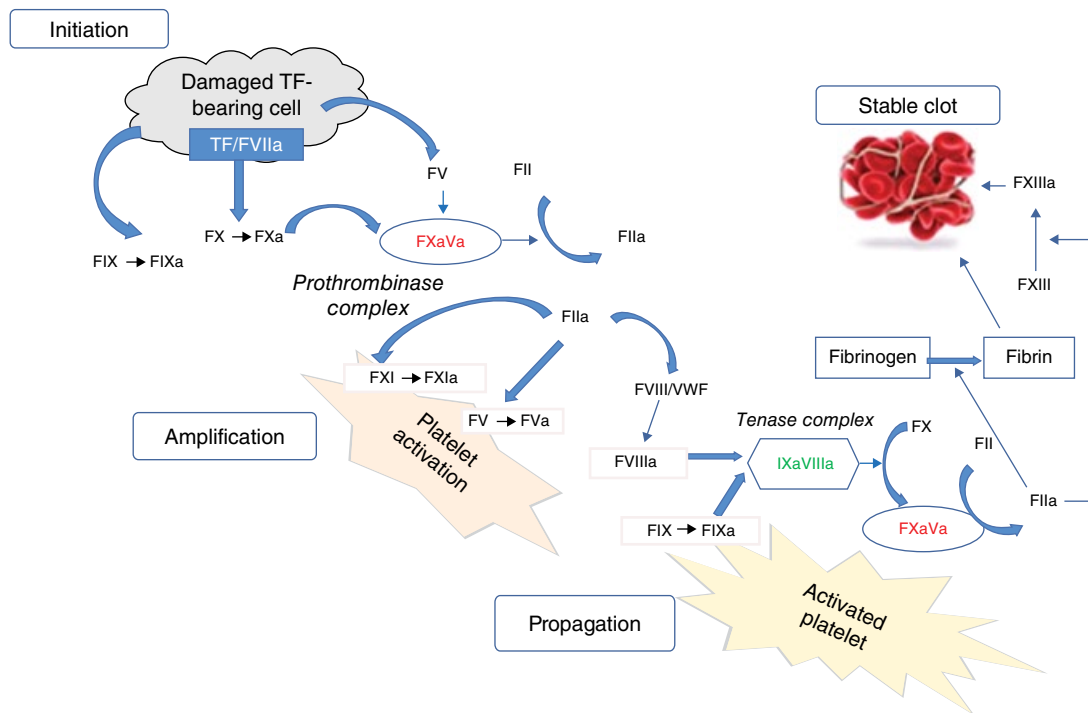 Initiation
Damaged TF-
bearing cell
TF/FVIIa
FV
FII
FX → FXa
FXaVa
FIIa
FIX → FIXa
Prothrombinase
complex
FIIa
FXI → FXIa
FVIII/VWF
FV → FVa
Amplification
Platelet
activation
FVIIIa
Tenase complex
IXaVIIIa
FX
FII
FIX → FIXa
FXaVa
FIIa
Propagation
Activated
platelet
Stable clot
FXIIIa
FXIII
Fibrinogen
Fibrin